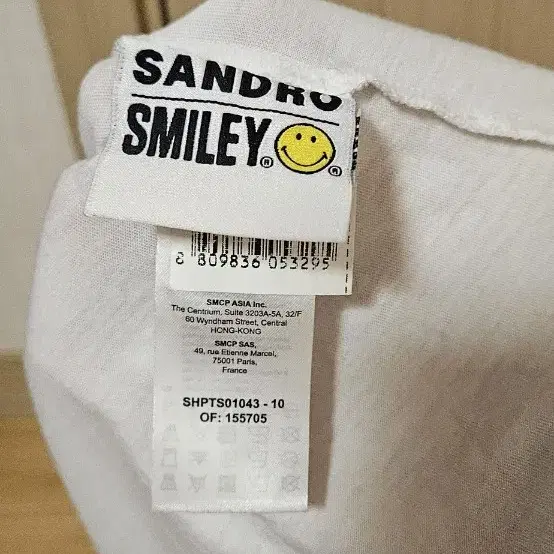 SANDRO
SMILEY® ®
8 809836 053295
SMCP ASIA Inc.
The Centrium, Suite 3203A-5A, 32/F
60 Wyndham Street, Central
HONG-KONG
SMCP SAS,
49, rue Etienne Marcel,
75001 Paris,
France
SHPTS01043 - 10
OF: 155705